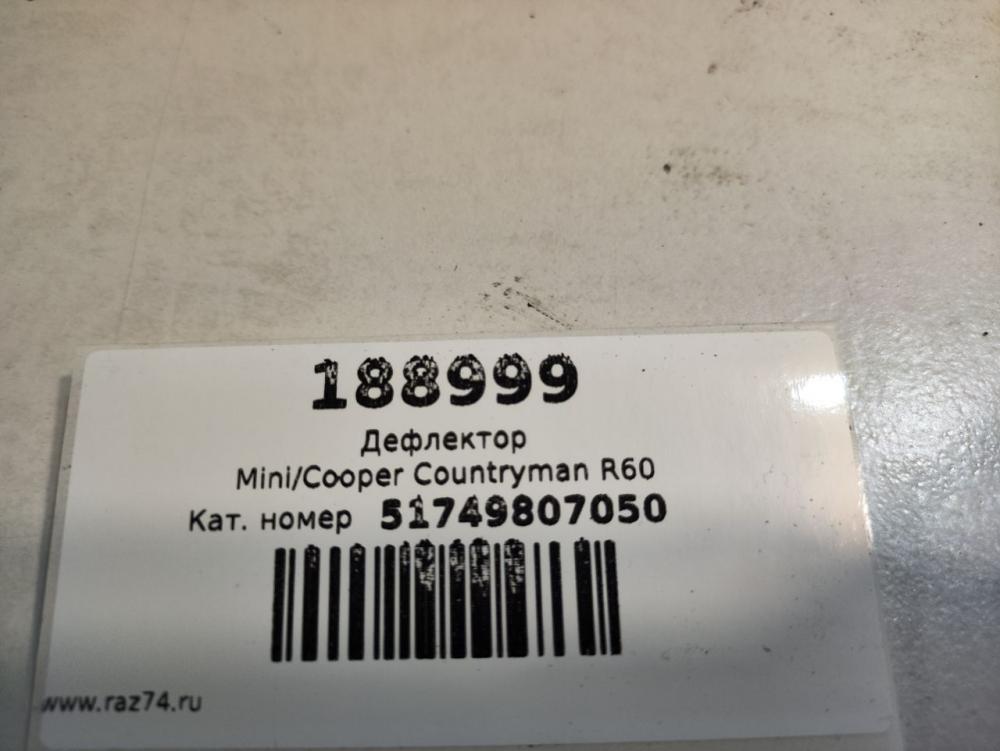 188999
Дефлектор
Mini/Cooper Countryman R60
Кат. номер 51749807050
www.raz74.ru